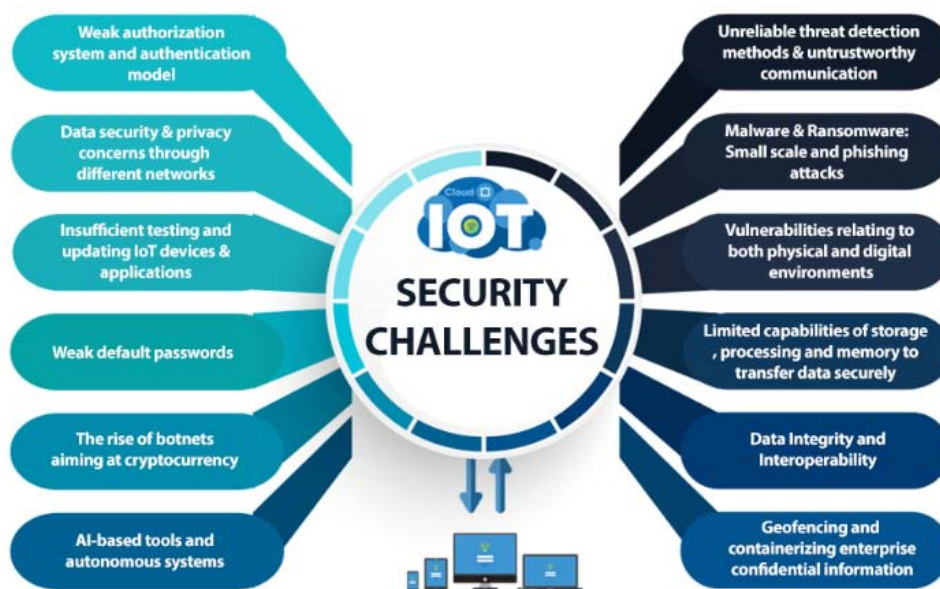 Weak authorization
system and authentication
model
Data security & privacy
concerns through
different networks
Insufficient testing and
updating IoT devices &
applications
Weak default passwords
The rise of botnets
aiming at cryptocurrency
AI-based tools and
autonomous systems
Cloud
IOT
SECURITY
CHALLENGES
Unreliable threat detection
methods & untrustworthy
communication
Malware & Ransomware:
Small scale and phishing
attacks
Vulnerabilities relating to
both physical and digital
environments
Limited capabilities of storage
, processing and memory to
transfer data securely
Data Integrity and
Interoperability
Geofencing and
containerizing enterprise
confidential information